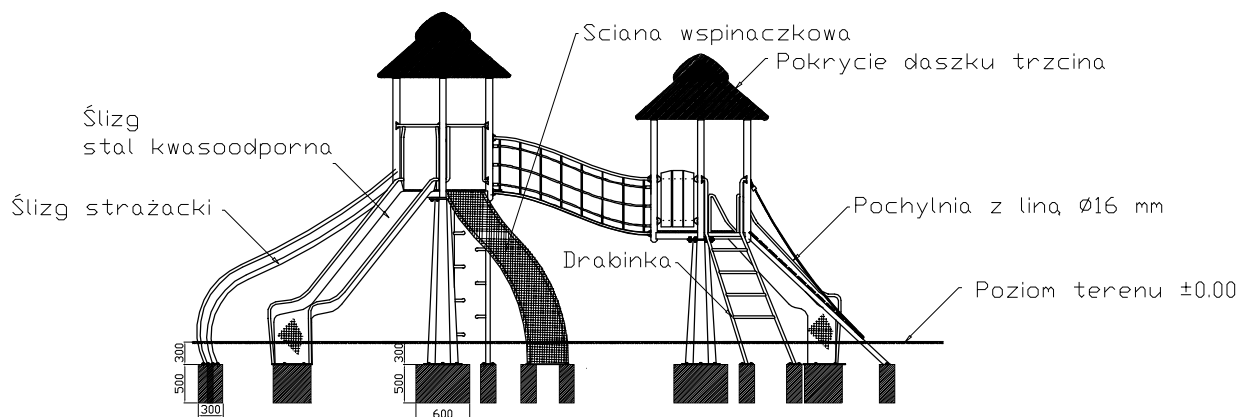 Sciana wspinaczkowa
Pokrycie daszku trzcina
Ślizg
stal kwasoodporna
Ślizg strażacki
Pochylnia z liną Ø16 mm
Drabinka
Poziom terenu ±0.00
300
300
500
500
300
600